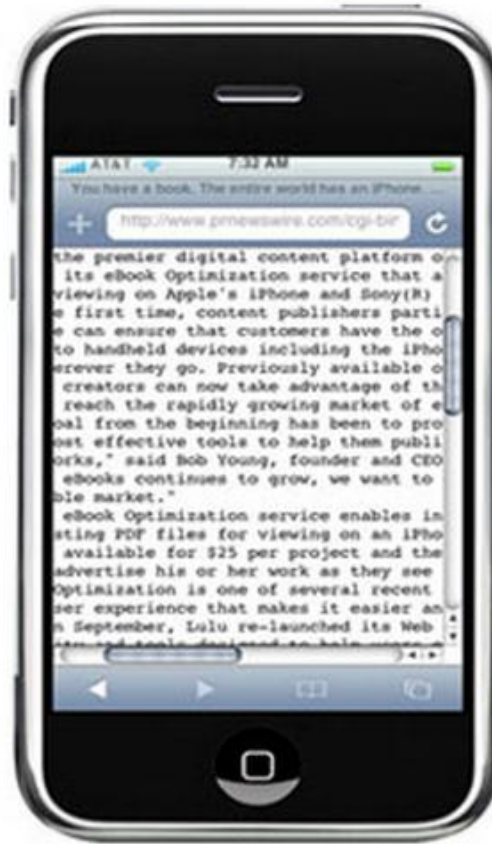 AT&T 7:32 AM
You have a book. The entire world has an iPhone ...
http://www.prnewswire.com/cgi-bin
the premier digital content platform o
its eBook Optimization service that a
viewing on Apple's iPhone and Sony(R)
e first time, content publishers parti
e can ensure that customers have the o
to handheld devices including the iPho
erever they go. Previously available o
creators can now take advantage of th
reach the rapidly growing market of e
oal from the beginning has been to pro
ost effective tools to help them publi
orks," said Bob Young, founder and CEO
eBooks continues to grow, we want to
ble market."
eBook Optimization service enables in
sting PDF files for viewing on an iPho
available for $25 per project and the
advertise his or her work as they see
Optimization is one of several recent
ser experience that makes it easier an
n September, Lulu re-launched its Web